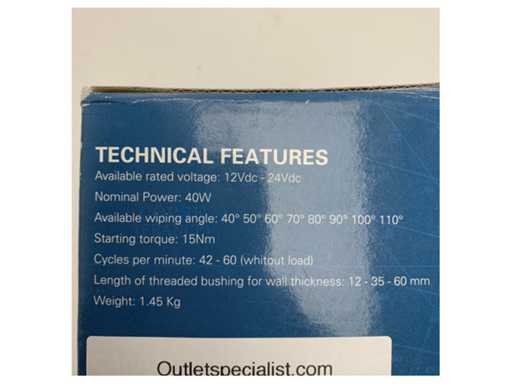 TECHNICAL FEATURES
Available rated voltage: 12Vdc - 24Vdc
Nominal Power: 40W
Available wiping angle: 40° 50° 60° 70° 80° 90° 100° 110°
Starting torque: 15Nm
Cycles per minute: 42 - 60 (whitout load)
Length of threaded bushing for wall thickness: 12 - 35 - 60 mm
Weight: 1.45 Kg
Outletspecialist.com